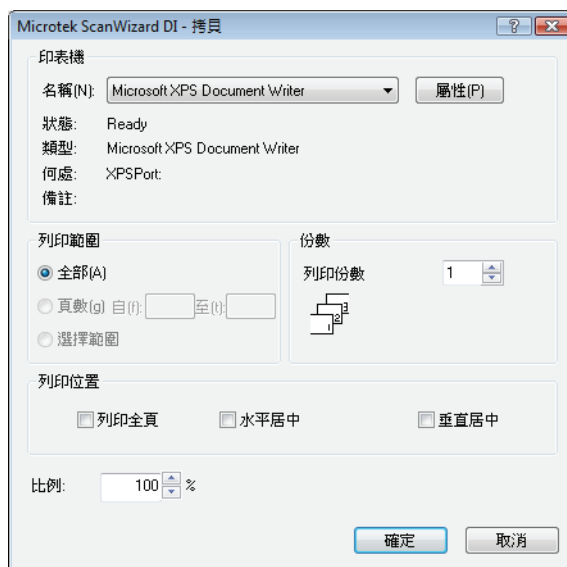 Microtek ScanWizard DI - 拷貝
印表機
名稱(N): Microsoft XPS Document Writer 屬性(P)
狀態: Ready
類型: Microsoft XPS Document Writer
何處: XPSPort:
備註:
列印範圍 份數
全部(A) 列印份數 1
頁數(g) 自(f): 至(t):
1 2 3
選擇範圍
列印位置
列印全頁 水平居中 垂直居中
比例: 100 %
確定 取消